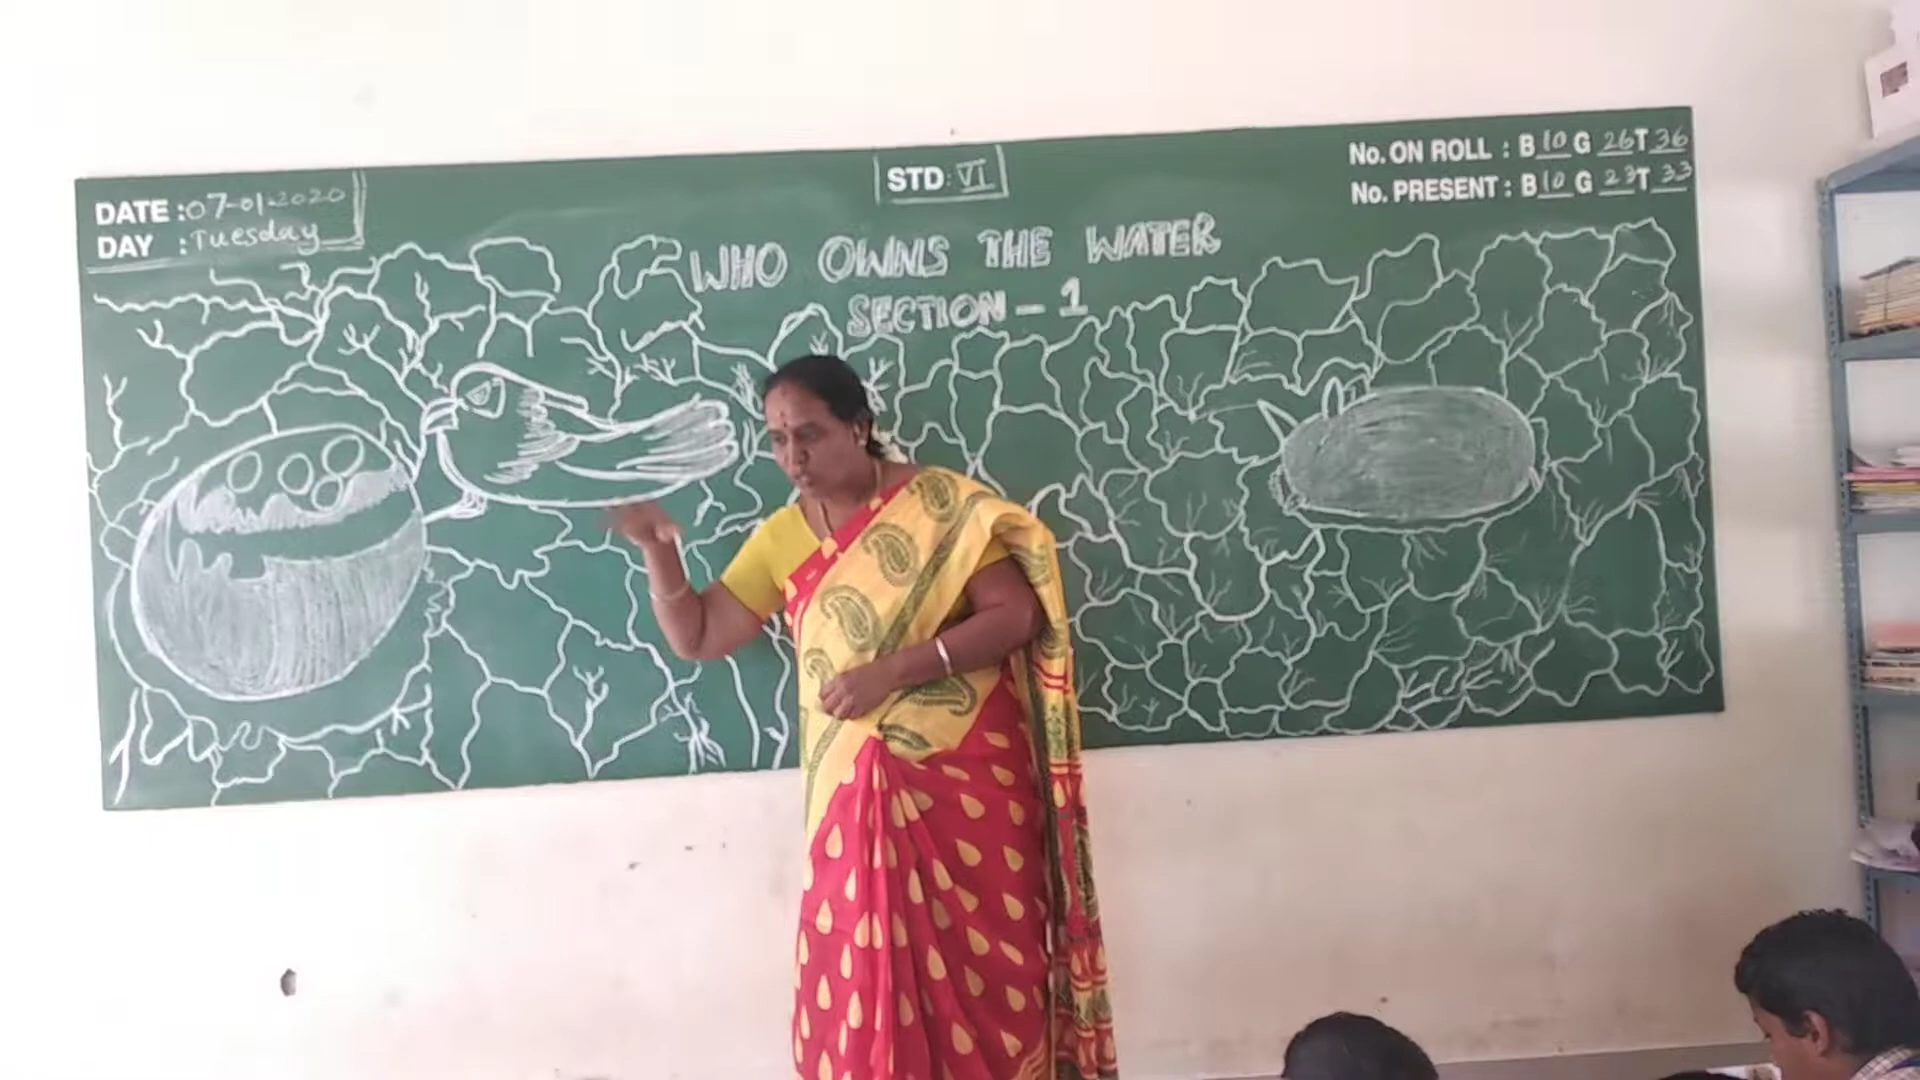 DATE : 07-01-2020
DAY : Tuesday
STD : VI
No. ON ROLL : B 10 G 26 T 36
No. PRESENT : B 10 G 23 T 33
WHO OWNS THE WATER
SECTION - 1